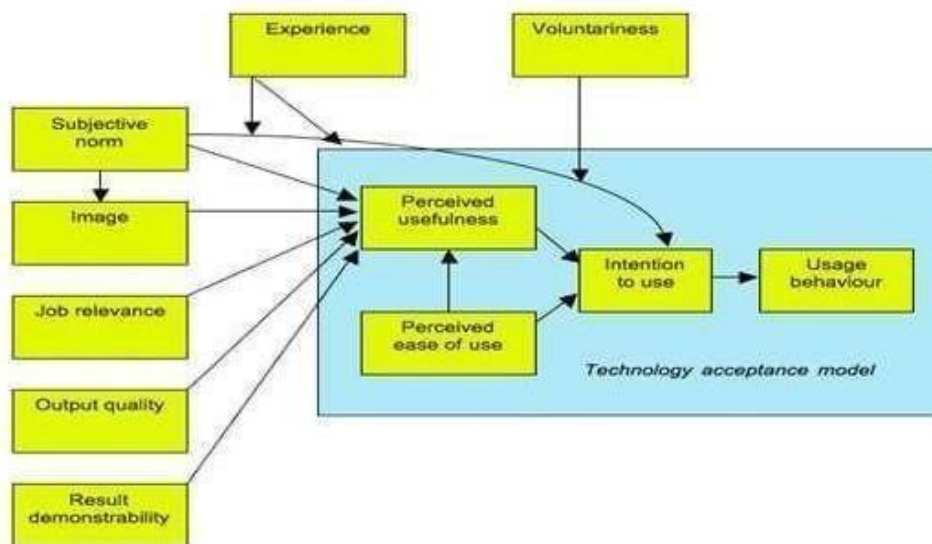 Experience
Voluntariness
Subjective
norm
Image
Perceived
usefulness
Intention
to use
Usage
behaviour
Job relevance
Perceived
ease of use
Technology acceptance model
Output quality
Result
demonstrability